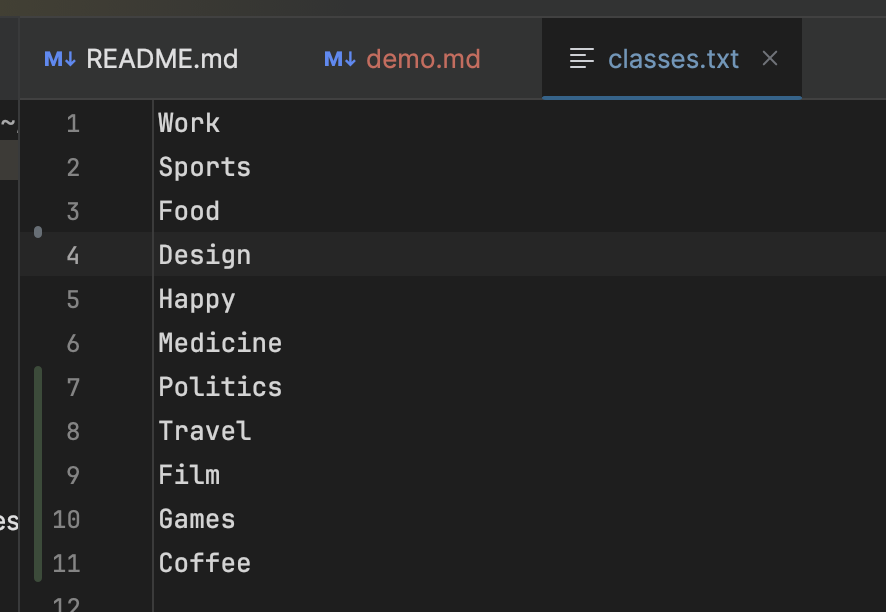 M↓ README.md M↓ demo.md classes.txt ×
~
1 Work
2 Sports
3 Food
4 Design
5 Happy
6 Medicine
7 Politics
8 Travel
9 Film
10 Games
es
11 Coffee
12